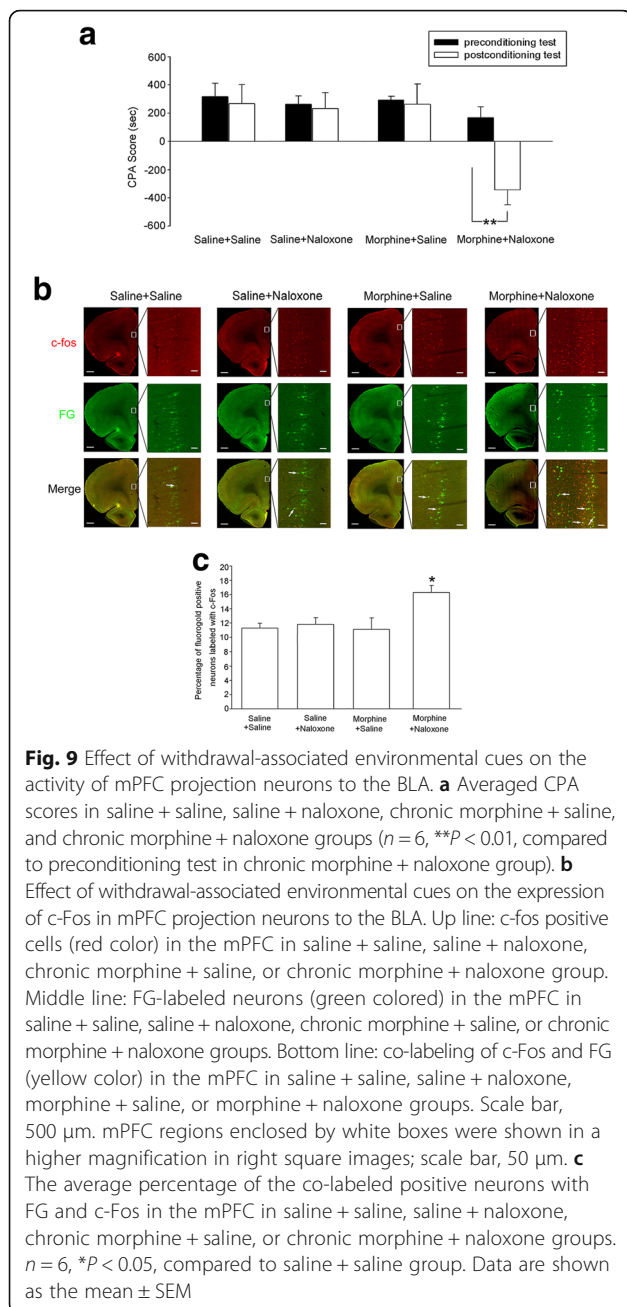 a
preconditioning test
postconditioning test
CPA Score (sec)
600
400
200
0
-200
-400
-600
**
Saline+Saline Saline+Naloxone Morphine+Saline Morphine+Naloxone
b
Saline+Saline Saline+Naloxone Morphine+Saline Morphine+Naloxone
c-fos
FG
Merge
c
Percentage of fluorogold positive
neurons labeled with c-Fos
20
18
16
14
12
10
8
6
4
2
0
*
Saline
+Saline
Saline
+Naloxone
Morphine
+Saline
Morphine
+Naloxone
Fig. 9 Effect of withdrawal-associated environmental cues on the
activity of mPFC projection neurons to the BLA. a Averaged CPA
scores in saline + saline, saline + naloxone, chronic morphine + saline,
and chronic morphine + naloxone groups (n = 6, **P < 0.01, compared
to preconditioning test in chronic morphine + naloxone group). b
Effect of withdrawal-associated environmental cues on the expression
of c-Fos in mPFC projection neurons to the BLA. Up line: c-fos positive
cells (red color) in the mPFC in saline + saline, saline + naloxone,
chronic morphine + saline, or chronic morphine + naloxone group.
Middle line: FG-labeled neurons (green colored) in the mPFC in
saline + saline, saline + naloxone, chronic morphine + saline, or chronic
morphine + naloxone groups. Bottom line: co-labeling of c-Fos and FG
(yellow color) in the mPFC in saline + saline, saline + naloxone,
morphine + saline, or morphine + naloxone groups. Scale bar,
500 μm. mPFC regions enclosed by white boxes were shown in a
higher magnification in right square images; scale bar, 50 μm. c
The average percentage of the co-labeled positive neurons with
FG and c-Fos in the mPFC in saline + saline, saline + naloxone,
chronic morphine + saline, or chronic morphine + naloxone groups.
n = 6, *P < 0.05, compared to saline + saline group. Data are shown
as the mean ± SEM